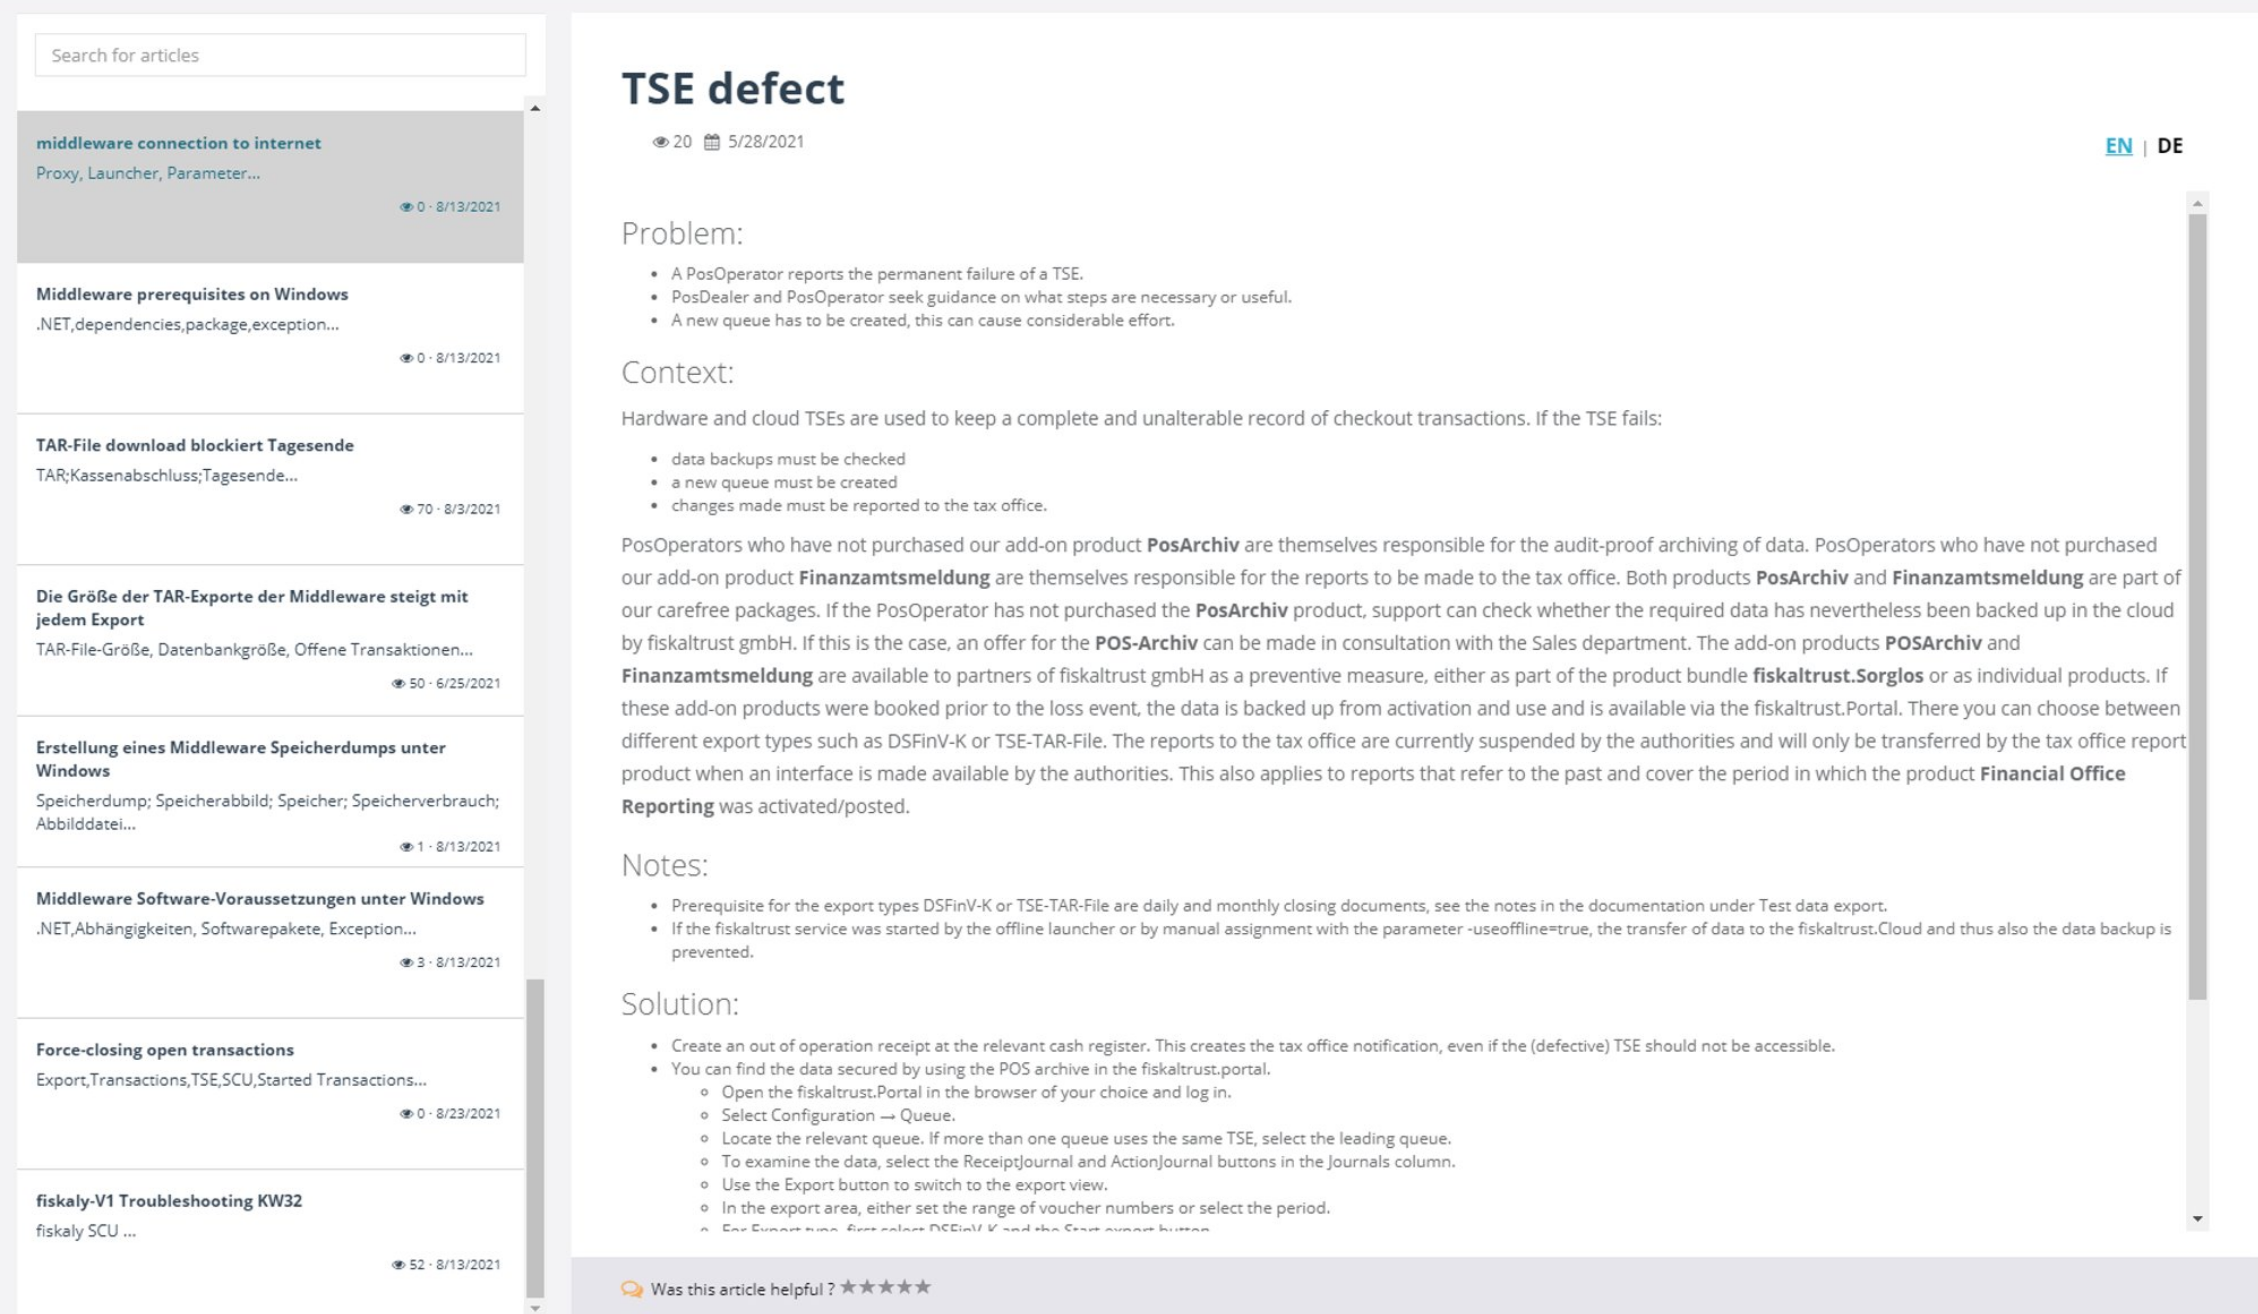 Search for articles
middleware connection to internet
Proxy, Launcher, Parameter...
0 · 8/13/2021
Middleware prerequisites on Windows
.NET,dependencies,package,exception...
0 · 8/13/2021
TAR-File download blockiert Tagesende
TAR;Kassenabschluss;Tagesende...
70 · 8/3/2021
Die Größe der TAR-Exporte der Middleware steigt mit
jedem Export
TAR-File-Größe, Datenbankgröße, Offene Transaktionen...
50 · 6/25/2021
Erstellung eines Middleware Speicherdumps unter
Windows
Speicherdump; Speicherabbild; Speicher; Speicherverbrauch;
Abbilddatei...
1 · 8/13/2021
Middleware Software-Voraussetzungen unter Windows
.NET,Abhängigkeiten, Softwarepakete, Exception...
3 · 8/13/2021
Force-closing open transactions
Export,Transactions,TSE,SCU,Started Transactions...
0 · 8/23/2021
fiskaly-V1 Troubleshooting KW32
fiskaly SCU ...
52 · 8/13/2021
TSE defect
20 5/28/2021
EN | DE
Problem:
• A PosOperator reports the permanent failure of a TSE.
• PosDealer and PosOperator seek guidance on what steps are necessary or useful.
• A new queue has to be created, this can cause considerable effort.
Context:
Hardware and cloud TSEs are used to keep a complete and unalterable record of checkout transactions. If the TSE fails:
• data backups must be checked
• a new queue must be created
• changes made must be reported to the tax office.
PosOperators who have not purchased our add-on product PosArchiv are themselves responsible for the audit-proof archiving of data. PosOperators who have not purchased
our add-on product Finanzamtsmeldung are themselves responsible for the reports to be made to the tax office. Both products PosArchiv and Finanzamtsmeldung are part of
our carefree packages. If the PosOperator has not purchased the PosArchiv product, support can check whether the required data has nevertheless been backed up in the cloud
by fiskaltrust gmbH. If this is the case, an offer for the POS-Archiv can be made in consultation with the Sales department. The add-on products POSArchiv and
Finanzamtsmeldung are available to partners of fiskaltrust gmbH as a preventive measure, either as part of the product bundle fiskaltrust.Sorglos or as individual products. If
these add-on products were booked prior to the loss event, the data is backed up from activation and use and is available via the fiskaltrust.Portal. There you can choose between
different export types such as DSFinV-K or TSE-TAR-File. The reports to the tax office are currently suspended by the authorities and will only be transferred by the tax office report
product when an interface is made available by the authorities. This also applies to reports that refer to the past and cover the period in which the product Financial Office
Reporting was activated/posted.
Notes:
• Prerequisite for the export types DSFinV-K or TSE-TAR-File are daily and monthly closing documents, see the notes in the documentation under Test data export.
• If the fiskaltrust service was started by the offline launcher or by manual assignment with the parameter -useoffline=true, the transfer of data to the fiskaltrust.Cloud and thus also the data backup is
prevented.
Solution:
• Create an out of operation receipt at the relevant cash register. This creates the tax office notification, even if the (defective) TSE should not be accessible.
• You can find the data secured by using the POS archive in the fiskaltrust.portal.
◦ Open the fiskaltrust.Portal in the browser of your choice and log in.
◦ Select Configuration → Queue.
◦ Locate the relevant queue. If more than one queue uses the same TSE, select the leading queue.
◦ To examine the data, select the ReceiptJournal and ActionJournal buttons in the Journals column.
◦ Use the Export button to switch to the export view.
◦ In the export area, either set the range of voucher numbers or select the period.
◦ For Export type, first select DSFinV-K and the Start export button.
Was this article helpful ? ★★★★★